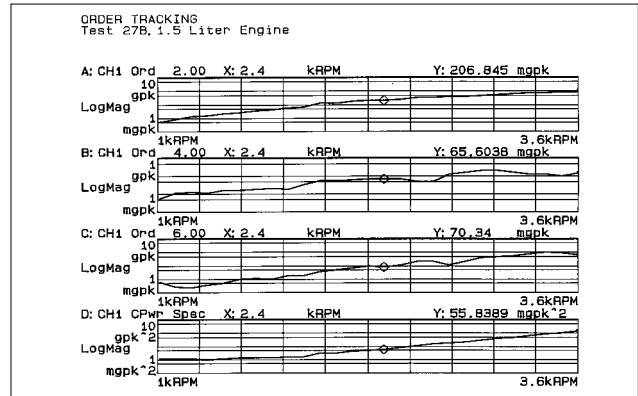 ORDER TRACKING
Test 27B, 1.5 Liter Engine
A: CH1 Ord 2.00 X: 2.4 kRPM Y: 206.845 mgpk
10
gpk
LogMag
1
mgpk
1kRPM 3.6kRPM
B: CH1 Ord 4.00 X: 2.4 kRPM Y: 65.6038 mgpk
1
gpk
LogMag
1
mgpk
1kRPM 3.6kRPM
C: CH1 Ord 6.00 X: 2.4 kRPM Y: 70.34 mgpk
10
gpk
LogMag
1
mgpk
1kRPM 3.6kRPM
D: CH1 CPwr Spec X: 2.4 kRPM Y: 55.8389 mgpk^2
10
gpk^2
LogMag
1
mgpk^2
1kRPM 3.6kRPM